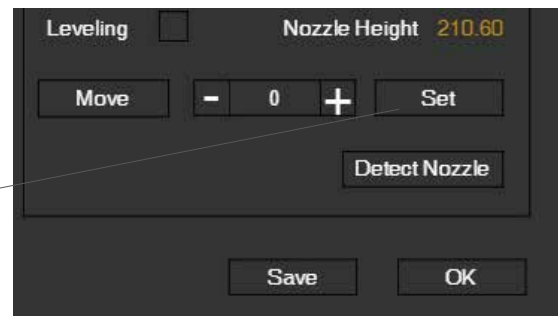 Leveling Nozzle Height 210.60
Move - 0 + Set
Detect Nozzle
Save OK